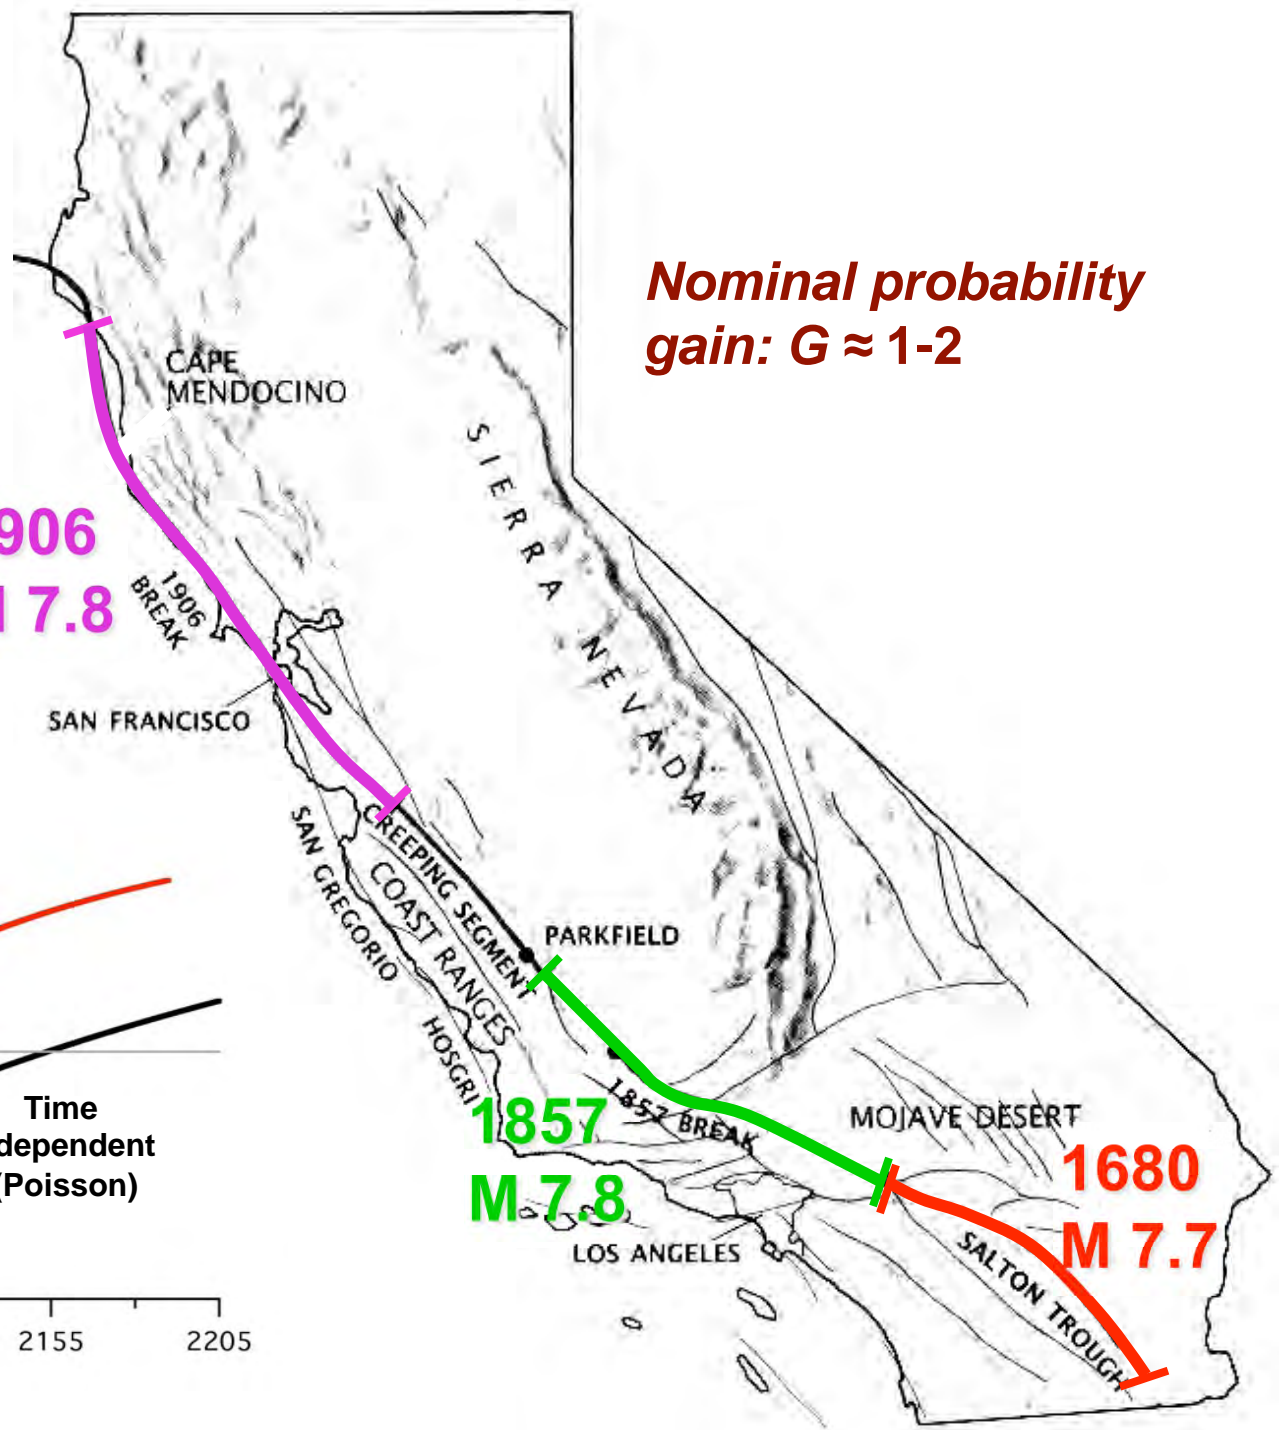 Nominal probability
gain: G ≈ 1-2
CAPE
MENDOCINO
SIERRA NEVADA
906
7.8
1906
BREAK
SAN FRANCISCO
CREEPING SEGMENT
SAN GREGORIO
COAST RANGES
PARKFIELD
HOSGRI
1857 BREAK
1857
M 7.8
MOJAVE DESERT
1680
M 7.7
LOS ANGELES
SALTON TROUGH
Time
dependent
(Poisson)
2155
2205